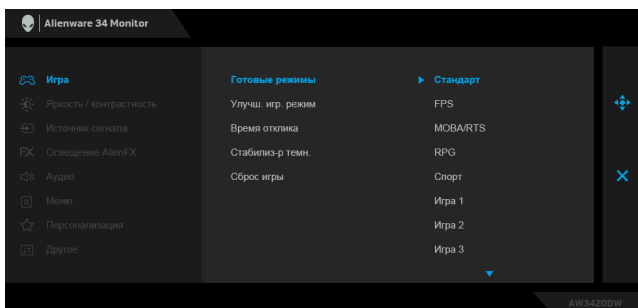 Alienware 34 Monitor
Игра
Готовые режимы
Стандарт
Яркость / контрастность
Улучш. игр. режим
FPS
Источник сигнала
Время отклика
MOBA/RTS
Освещение AlienFX
Стабилиз-р темн.
RPG
Аудио
Сброс игры
Спорт
Меню
Игра 1
Персонализация
Игра 2
Другое
Игра 3
AW3420DW